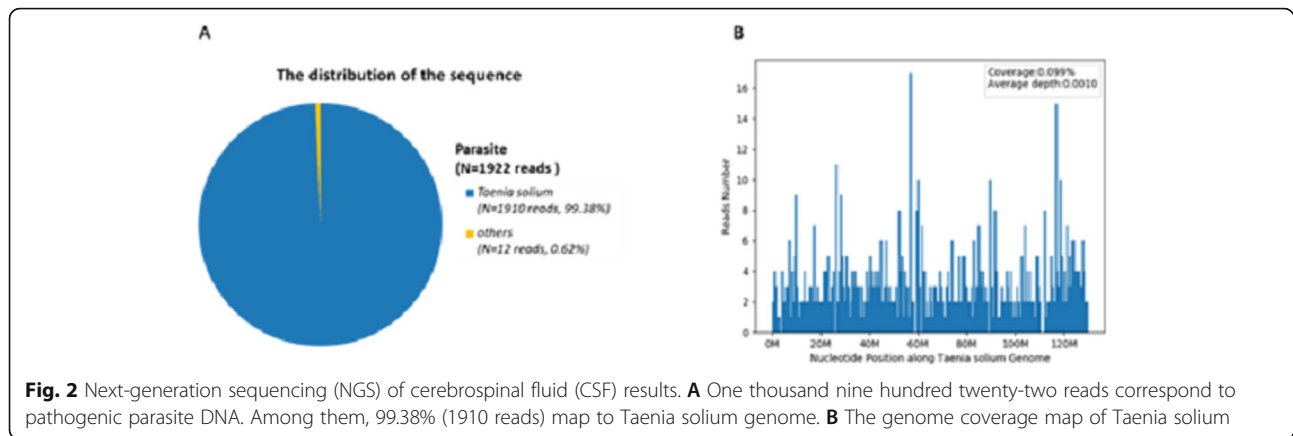 A
The distribution of the sequence
Parasite
(N=1922 reads )
Taenia solium
(N=1910 reads, 99.38%)
others
(N=12 reads, 0.62%)
B
Coverage:0.099%
Average depth:0.0010
Reads Number
16
14
12
10
8
6
4
2
0
0M 20M 40M 60M 80M 100M 120M
Nucleotide Position along Taenia solium Genome
Fig. 2 Next-generation sequencing (NGS) of cerebrospinal fluid (CSF) results. A One thousand nine hundred twenty-two reads correspond to
pathogenic parasite DNA. Among them, 99.38% (1910 reads) map to Taenia solium genome. B The genome coverage map of Taenia solium